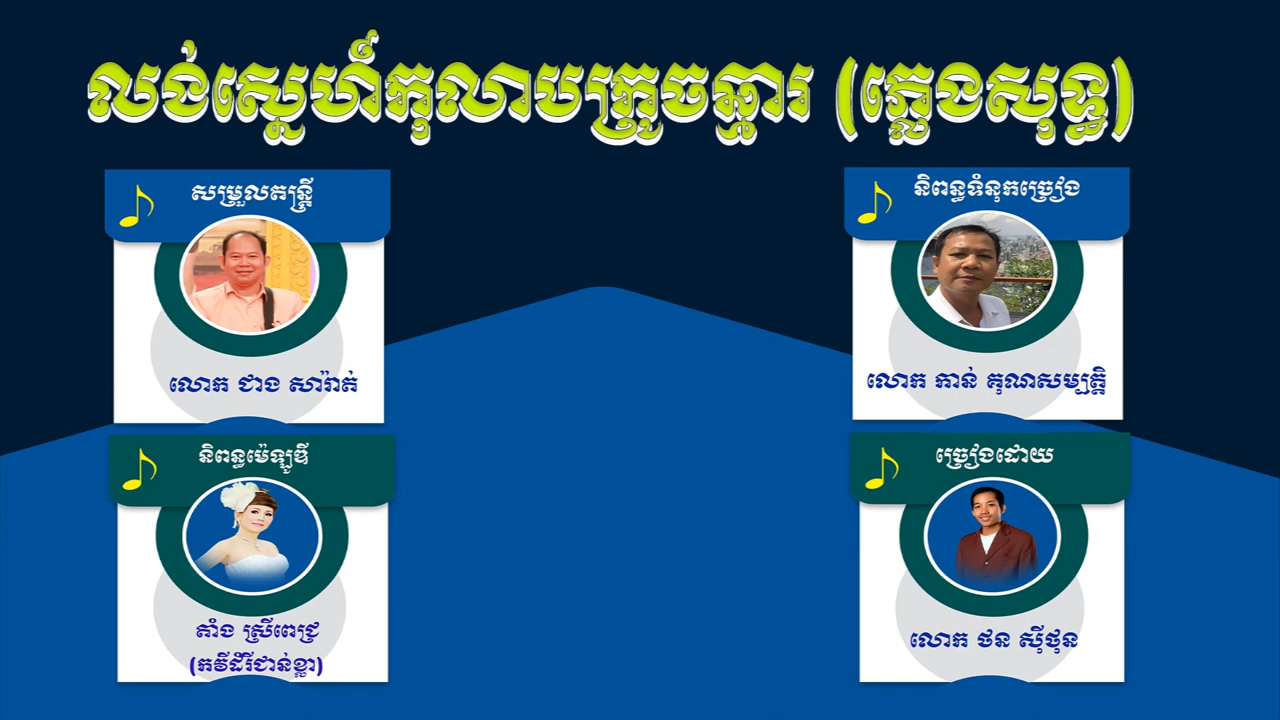 លង់ស្នេហ៍កុលាបក្រូចឆ្មារ (ភ្លេងសុទ្ធ)
សម្រួលតន្ត្រី
លោក ជាង សារ៉ាត់
និពន្ធទំនុកច្រៀង
លោក កាន់ គុណសម្បត្តិ
និពន្ធម៉េឡូឌី
តាំង ស្រីពេជ្រ
(កវីដីរីជាន់ខ្លា)
ច្រៀងដោយ
លោក ថន ស៊ីថុន